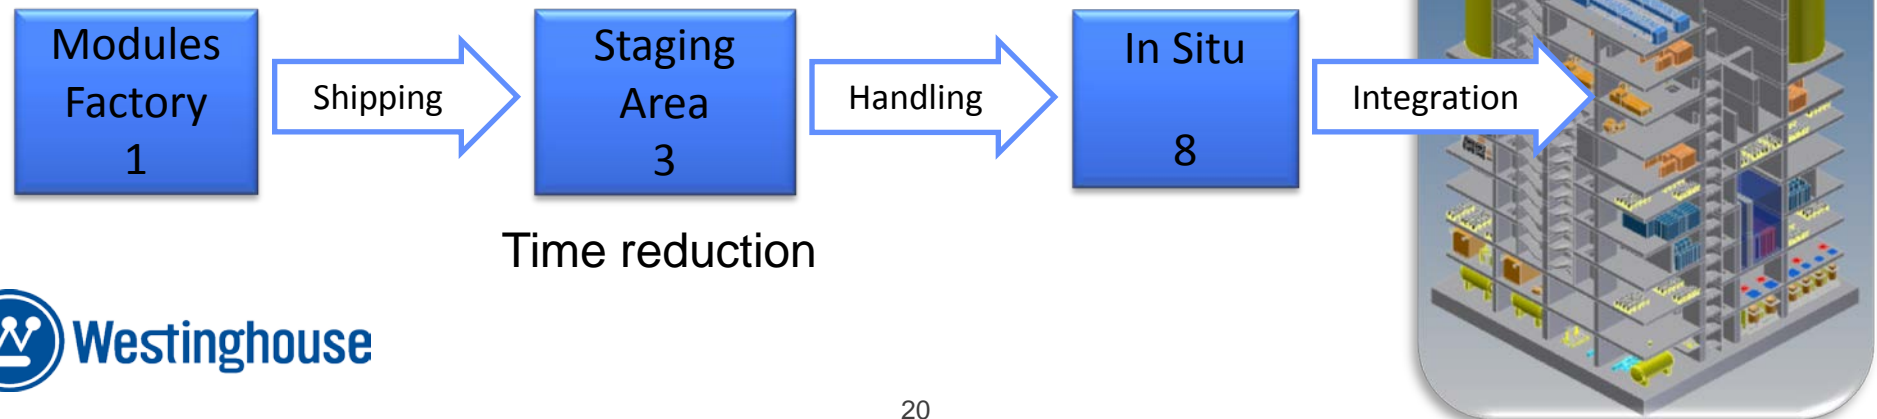 Modules
Factory
1
Shipping
Staging
Area
3
Handling
In Situ
8
Integration
Time reduction
Westinghouse
20